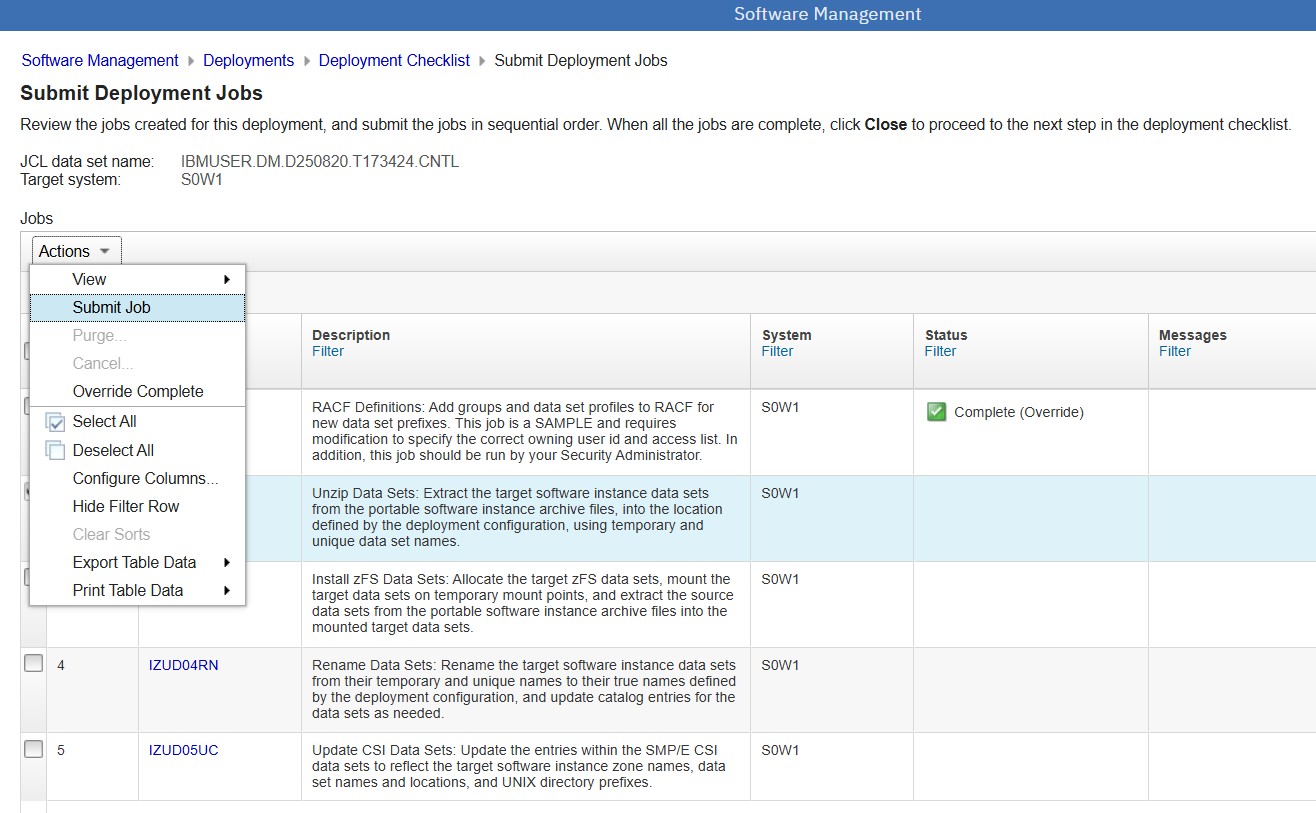 Software Management
Software Management Deployments Deployment Checklist Submit Deployment Jobs
Submit Deployment Jobs
Review the jobs created for this deployment, and submit the jobs in sequential order. When all the jobs are complete, click Close to proceed to the next step in the deployment checklist.
JCL data set name: IBMUSER.DM.D250820.T173424.CNTL
Target system: S0W1
Jobs
Actions
View
Submit Job
Purge...
Cancel...
Override Complete
Select All
Deselect All
Configure Columns...
Hide Filter Row
Clear Sorts
Export Table Data
Print Table Data
Description System Status Messages
Filter Filter Filter Filter
RACF Definitions: Add groups and data set profiles to RACF for
new data set prefixes. This job is a SAMPLE and requires
modification to specify the correct owning user id and access list. In
addition, this job should be run by your Security Administrator.
S0W1
Complete (Override)
Unzip Data Sets: Extract the target software instance data sets
from the portable software instance archive files, into the location
defined by the deployment configuration, using temporary and
unique data set names.
S0W1
Install zFS Data Sets: Allocate the target zFS data sets, mount the
target data sets on temporary mount points, and extract the source
data sets from the portable software instance archive files into the
mounted target data sets.
S0W1
4 IZUD04RN
Rename Data Sets: Rename the target software instance data sets
from their temporary and unique names to their true names defined
by the deployment configuration, and update catalog entries for the
data sets as needed.
S0W1
5 IZUD05UC
Update CSI Data Sets: Update the entries within the SMP/E CSI
data sets to reflect the target software instance zone names, data
set names and locations, and UNIX directory prefixes.
S0W1